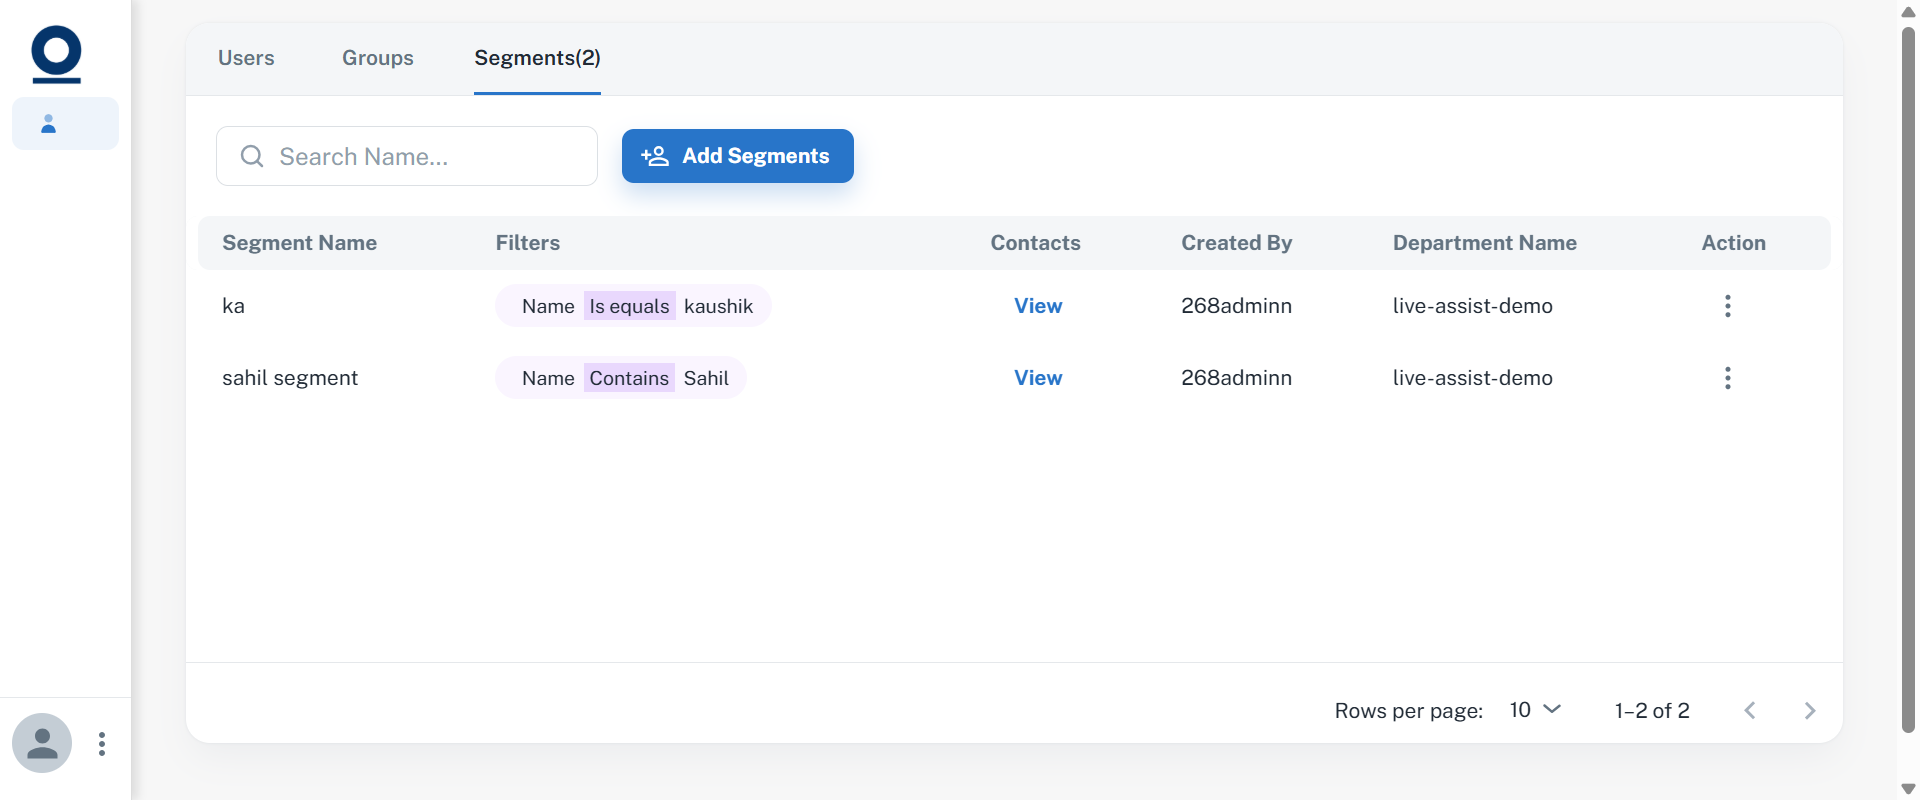 Users Groups Segments(2)
Search Name... Add Segments
Segment Name Filters Contacts Created By Department Name Action
ka Name Is equals kaushik View 268adminn live-assist-demo
sahil segment Name Contains Sahil View 268adminn live-assist-demo
Rows per page: 10 1–2 of 2